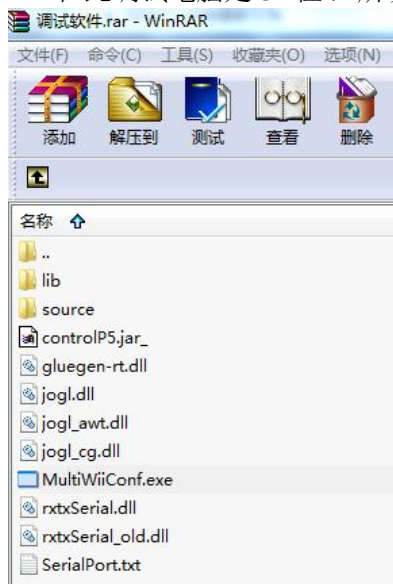 调试软件.rar - WinRAR
文件(F) 命令(C) 工具(S) 收藏夹(O) 选项(N)
添加 解压到 测试 查看 删除
名称
..
lib
source
controlP5.jar_
gluegen-rt.dll
jogl.dll
jogl_awt.dll
jogl_cg.dll
MultiWiiConf.exe
rxtxSerial.dll
rxtxSerial_old.dll
SerialPort.txt